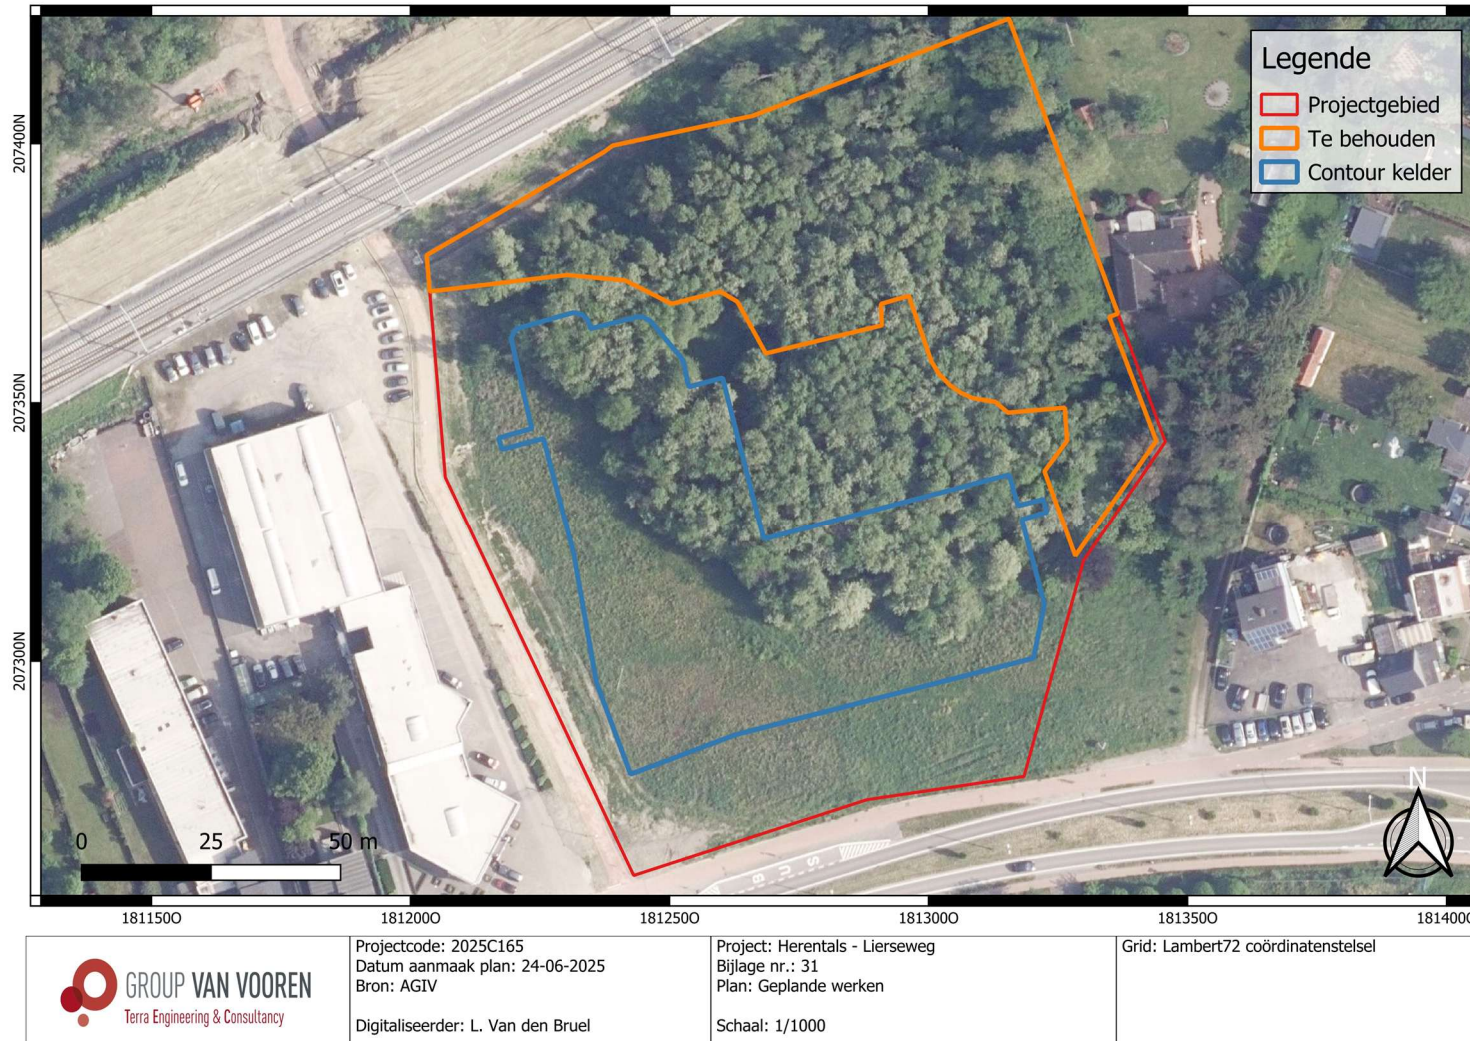 Legende
Projectgebied
Te behouden
Contour kelder
207400N
207350N
207300N
N
BUS
0 25 50 m
181150O 181200O 181250O 181300O 181350O 181400O
GROUP VAN VOOREN
Terra Engineering & Consultancy
Projectcode: 2025C165
Datum aanmaak plan: 24-06-2025
Bron: AGIV
Digitaliseerder: L. Van den Bruel
Project: Herentals - Lierseweg
Bijlage nr.: 31
Plan: Geplande werken
Schaal: 1/1000
Grid: Lambert72 coördinatenstelsel